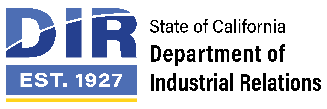 DIR
EST. 1927
State of California
Department of
Industrial Relations